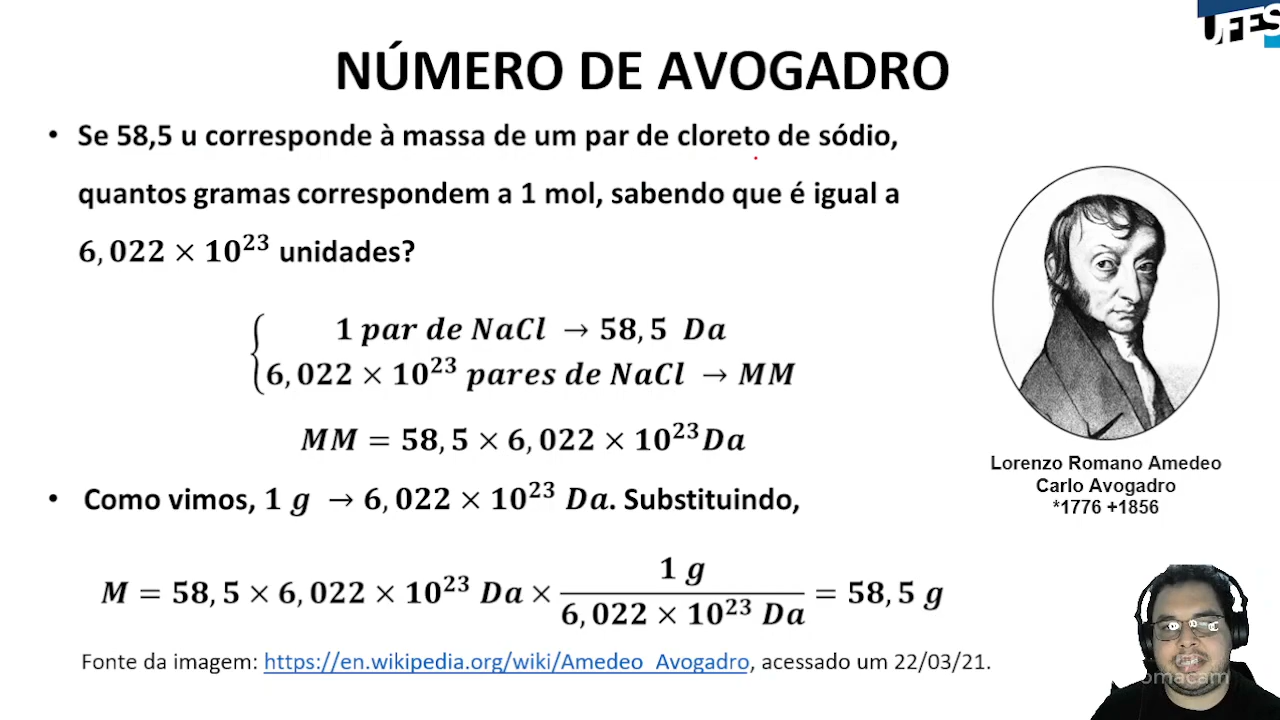 UFES
NÚMERO DE AVOGADRO
• Se 58,5 u corresponde à massa de um par de cloreto de sódio,
quantos gramas correspondem a 1 mol, sabendo que é igual a
6,022 × 10²³ unidades?
1 par de NaCl → 58,5 Da
6,022 × 10²³ pares de NaCl → MM
MM = 58,5 × 6,022 × 10²³ Da
• Como vimos, 1 g → 6,022 × 10²³ Da. Substituindo,
M = 58,5 × 6,022 × 10²³ Da × 1 g / 6,022 × 10²³ Da = 58,5 g
Fonte da imagem: https://en.wikipedia.org/wiki/Amedeo_Avogadro, acessado um 22/03/21.
Lorenzo Romano Amedeo
Carlo Avogadro
*1776 +1856